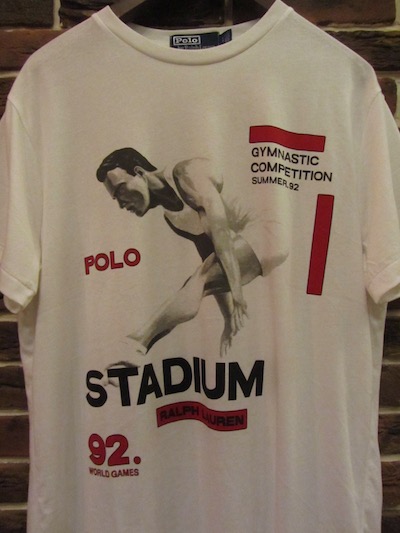 Polo
GYMNASTIC
COMPETITION
SUMMER, 92
POLO
STADIUM
RALPH LAUREN
92.
WORLD GAMES